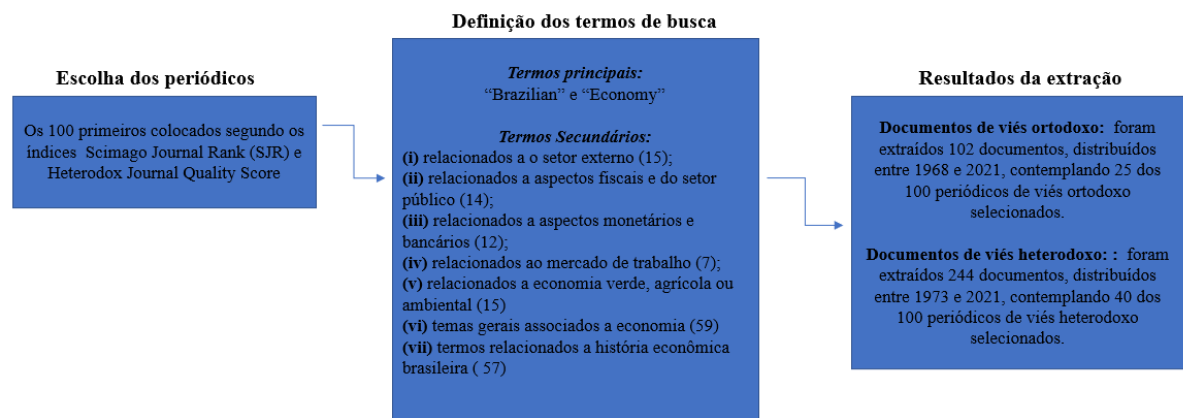 Escolha dos periódicos
Os 100 primeiros colocados segundo os
índices Scimago Journal Rank (SJR) e
Heterodox Journal Quality Score
Definição dos termos de busca
Termos principais:
“Brazilian” e “Economy”
Termos Secundários:
(i) relacionados a o setor externo (15);
(ii) relacionados a aspectos fiscais e do setor
público (14);
(iii) relacionados a aspectos monetários e
bancários (12);
(iv) relacionados ao mercado de trabalho (7);
(v) relacionados a economia verde, agrícola ou
ambiental (15)
(vi) temas gerais associados a economia (59)
(vii) termos relacionados a história econômica
brasileira ( 57)
Resultados da extração
Documentos de viés ortodoxo: foram
extraídos 102 documentos, distribuídos
entre 1968 e 2021, contemplando 25 dos
100 periódicos de viés ortodoxo
selecionados.
Documentos de viés heterodoxo: : foram
extraídos 244 documentos, distribuídos
entre 1973 e 2021, contemplando 40 dos
100 periódicos de viés heterodoxo
selecionados.